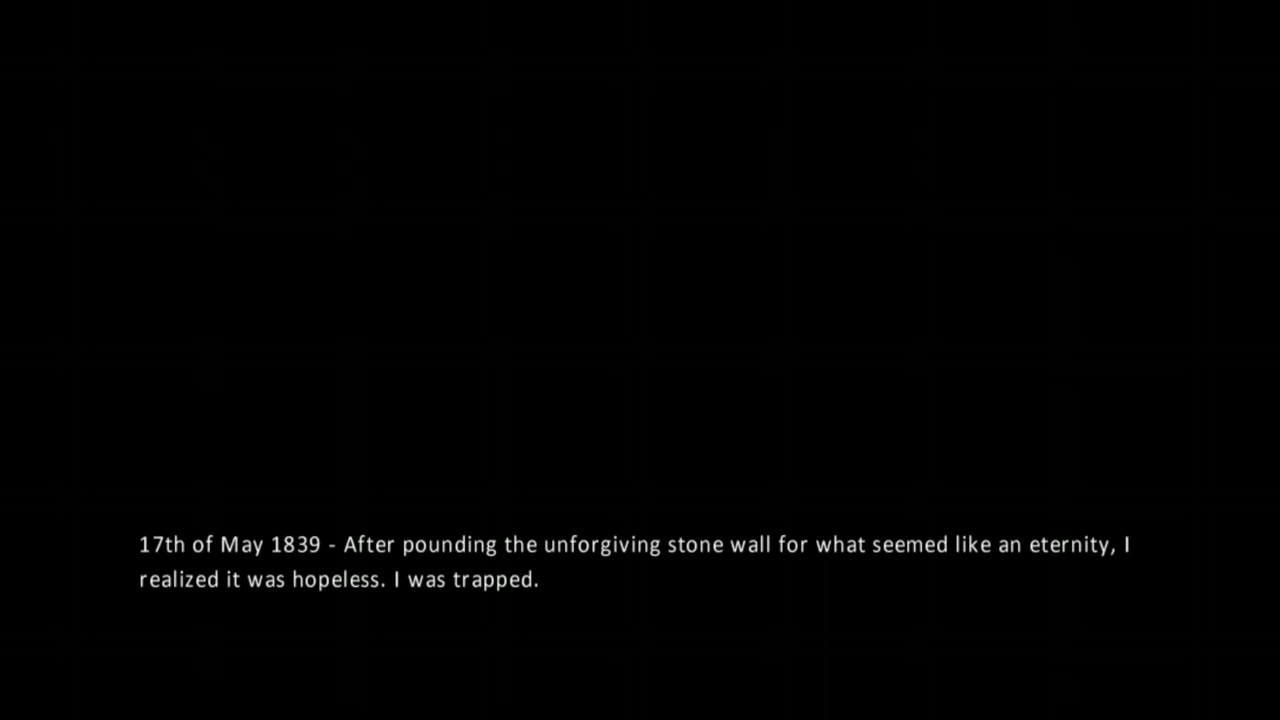 17th of May 1839 - After pounding the unforgiving stone wall for what seemed like an eternity, I
realized it was hopeless. I was trapped.